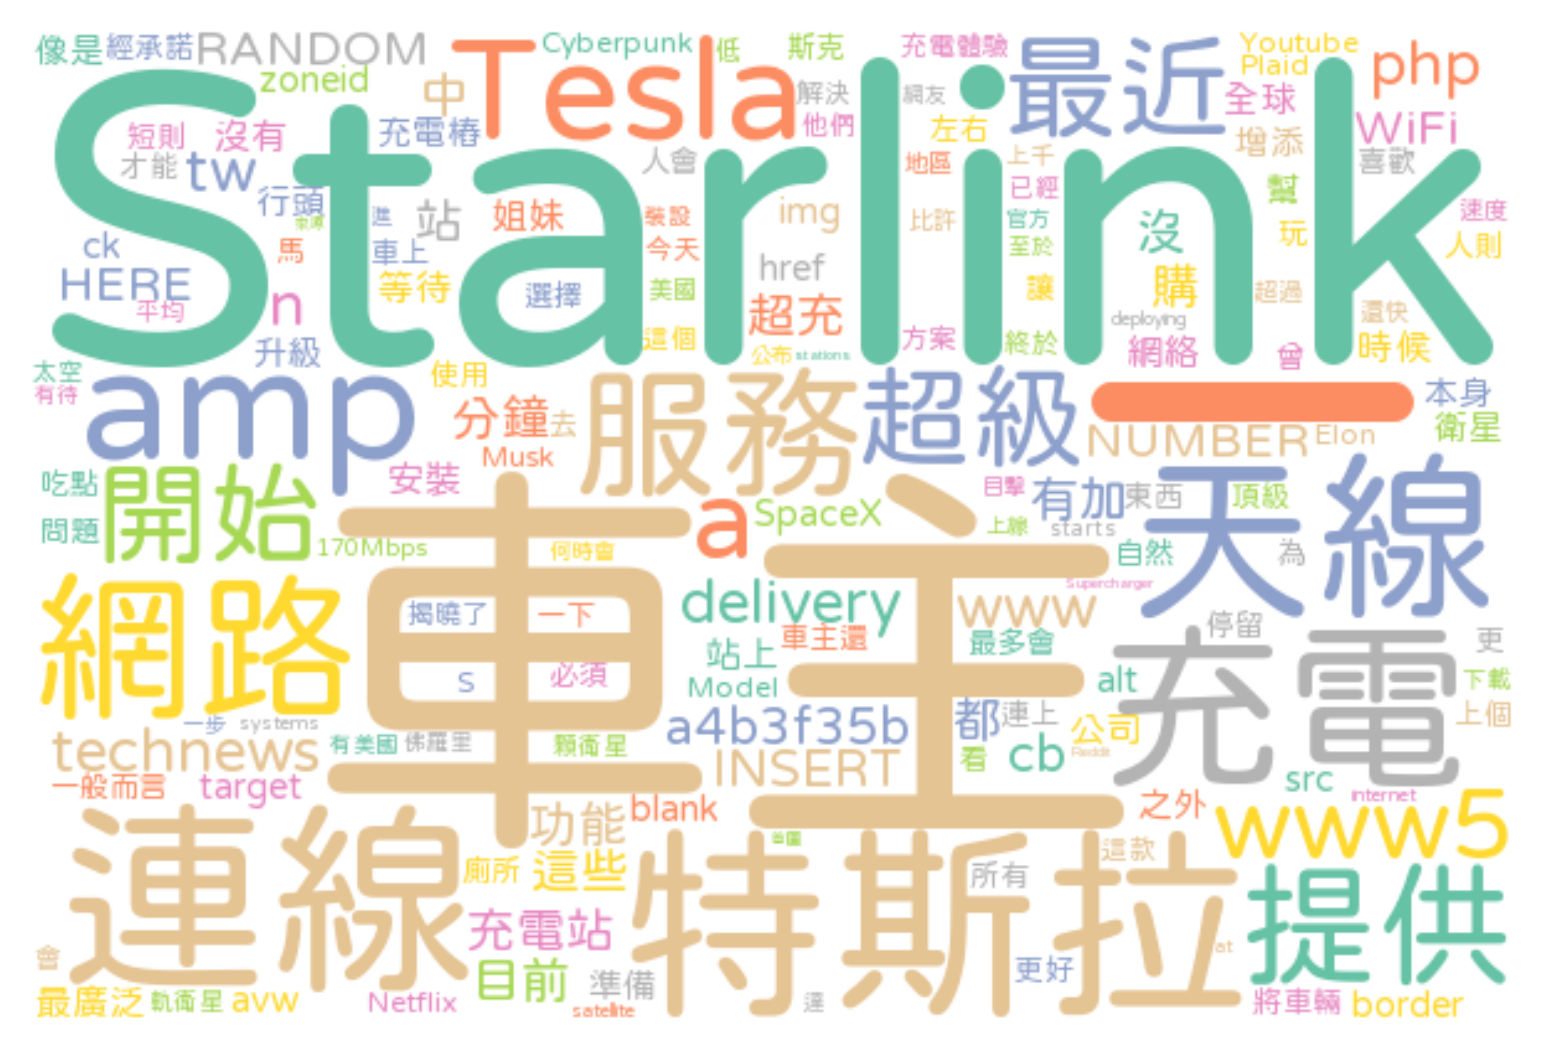 像是 經承諾 RANDOM Tesla Cyberpunk 低 斯克 充電體驗 最近 Youtube php
zoneid 中 解決 網友 Plaid 全球
短則 沒有 充電樁 他們 左右 增添 WiFi
才能 tw 人會 地區 上千 喜歡
Starlink
行頭 進 站 姐妹 裝設 img 比許 已經 官方 沒 幫 玩 速度
ck 馬 車上 今天 href 至於 人則
HERE 等待 選擇 美國 讓 購 超過
平均 n 超充 deploying 還快
升級 這個 公布 stations 方案 終於 網絡 曾 時候
太空 有待 amp 使用 服務 超級 一 本身
分鐘 去 NUMBER Elon 衛星
Musk
吃點 開始 安裝 a SpaceX 目擊 有加 東西 天線 頂級
問題 170Mbps 何時會 上線 starts 自然 為
網路 車主 Supercharger
揭曉了 一下 delivery www
站上 車主還 最多會 停留 充電 更
s 必須 Model alt 下載
一步 systems a4b3f35b 都 連上 公司 上個
technews 有美國 佛羅里 顆衛星 INSERT 看 cb Reddit
一般而言 target src internet
連線 功能 blank 之外 www5
廁所 這些 特斯拉 所有 這款 提供
充電站
會 目前 準備 更好 at
最廣泛 軌衛星 avw Netflix satellite 達 將車輛 border